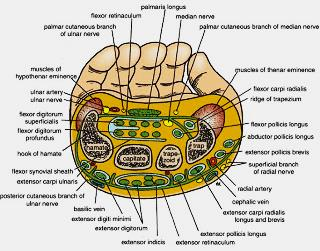 palmaris longus
flexor retinaculum
median nerve
palmar cutaneous branch
of ulnar nerve
palmar cutaneous branch of median nerve
muscles of
hypothenar eminence
muscles of thenar eminence
ulnar artery
ulnar nerve
flexor carpi radialis
ridge of trapezium
flexor digitorum
superficialis
flexor digitorum
profundus
flexor pollicis longus
abductor pollicis longus
hook of hamate
extensor pollicis brevis
hamate
capitate
trape-
zoid
trap
superficial branch
of radial nerve
flexor synovial sheath
extensor carpi ulnaris
posterior cutaneous branch of
ulnar nerve
radial artery
cephalic vein
basilic vein
extensor carpi radialis
longus and brevis
extensor digiti minimi
extensor digitorum
extensor pollicis longus
extensor indicis
extensor retinaculum